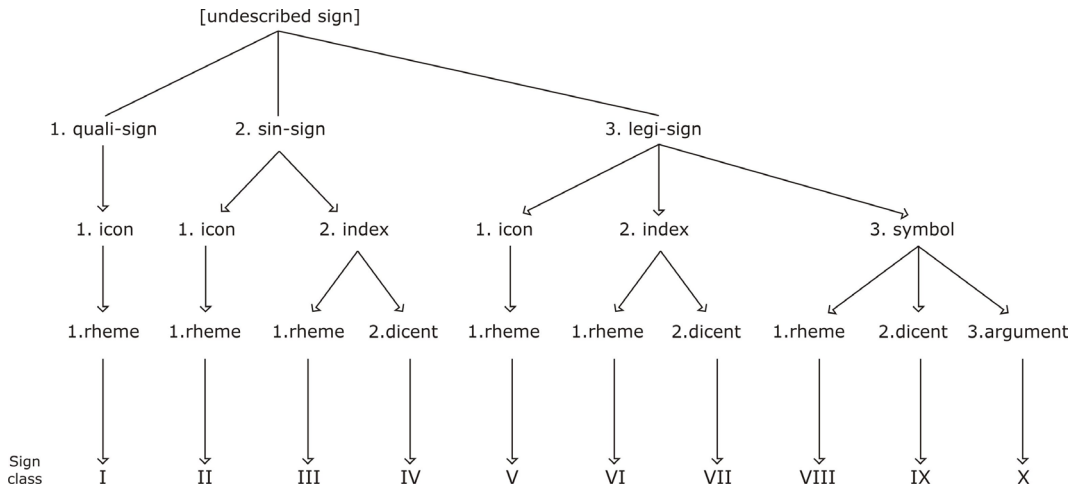 [undescribed sign]
1. quali-sign 2. sin-sign 3. legi-sign
1. icon 1. icon 2. index 1. icon 2. index 3. symbol
1.rheme 1.rheme 1.rheme 2.dicent 1.rheme 1.rheme 2.dicent 1.rheme 2.dicent 3.argument
Sign
class I II III IV V VI VII VIII IX X